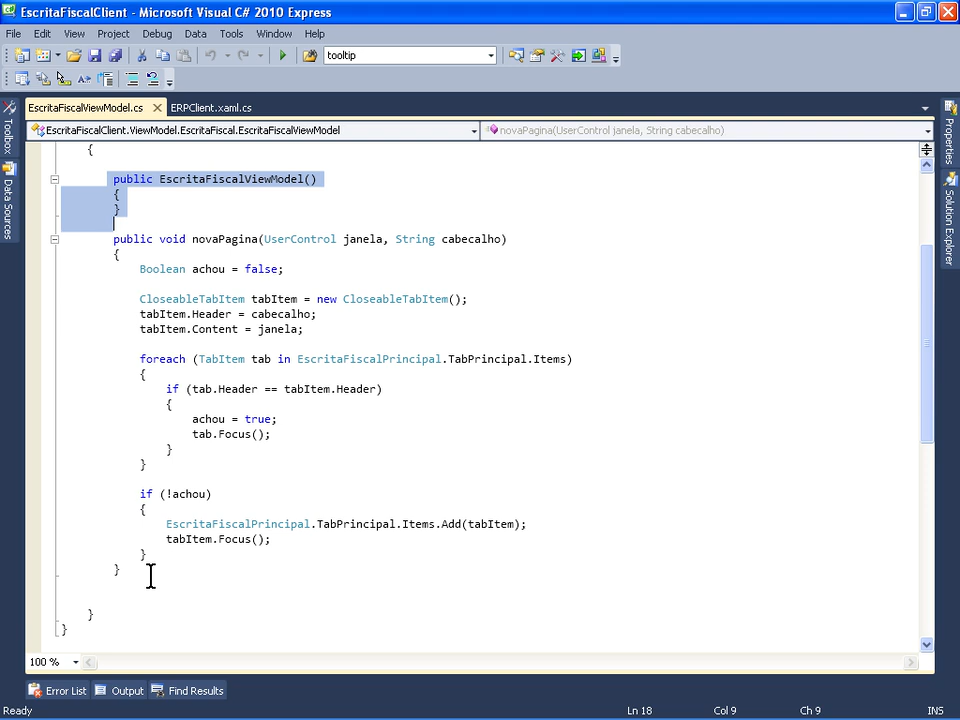 EscritaFiscalClient - Microsoft Visual C# 2010 Express
File Edit View Project Debug Data Tools Window Help
tooltip
EscritaFiscalViewModel.cs ERPClient.xaml.cs
EscritaFiscalClient.ViewModel.EscritaFiscal.EscritaFiscalViewModel novaPagina(UserControl janela, String cabecalho)
Toolbox
Data Sources
Properties
Solution Explorer
{
public EscritaFiscalViewModel()
{
}
public void novaPagina(UserControl janela, String cabecalho)
{
Boolean achou = false;
CloseableTabItem tabItem = new CloseableTabItem();
tabItem.Header = cabecalho;
tabItem.Content = janela;
foreach (TabItem tab in EscritaFiscalPrincipal.TabPrincipal.Items)
{
if (tab.Header == tabItem.Header)
{
achou = true;
tab.Focus();
}
}
if (!achou)
{
EscritaFiscalPrincipal.TabPrincipal.Items.Add(tabItem);
tabItem.Focus();
}
}
}
}
100 %
Error List Output Find Results
Ready Ln 18 Col 9 Ch 9 INS